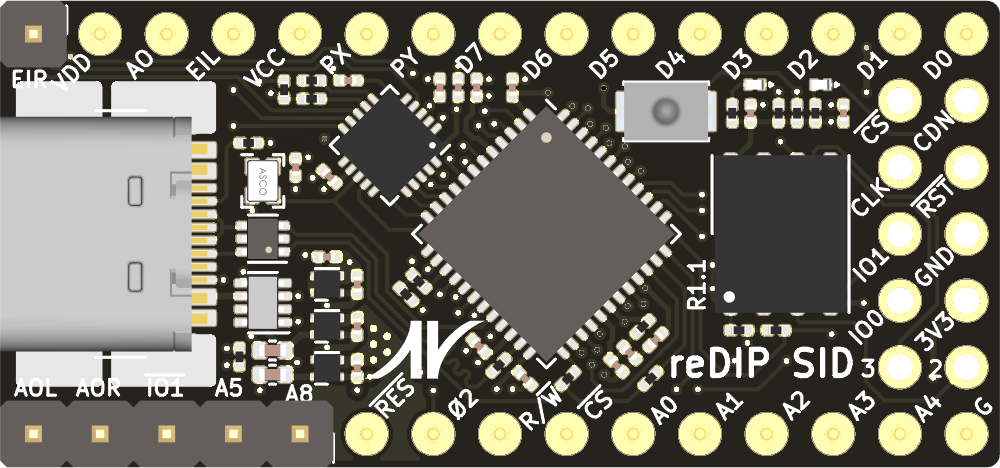 EIR VDD AO EIL VCC RX PY D7 D6 D5 D4 D3 D2 D1 D0
CS CDN
CLK RST
ASCO
IO1 GND
R1.1
IO0 3V3
reDIP SID 3 2
AOL AOR IO1 A5 A8 RES Ø2 R/W CS A0 A1 A2 A3 A4 G